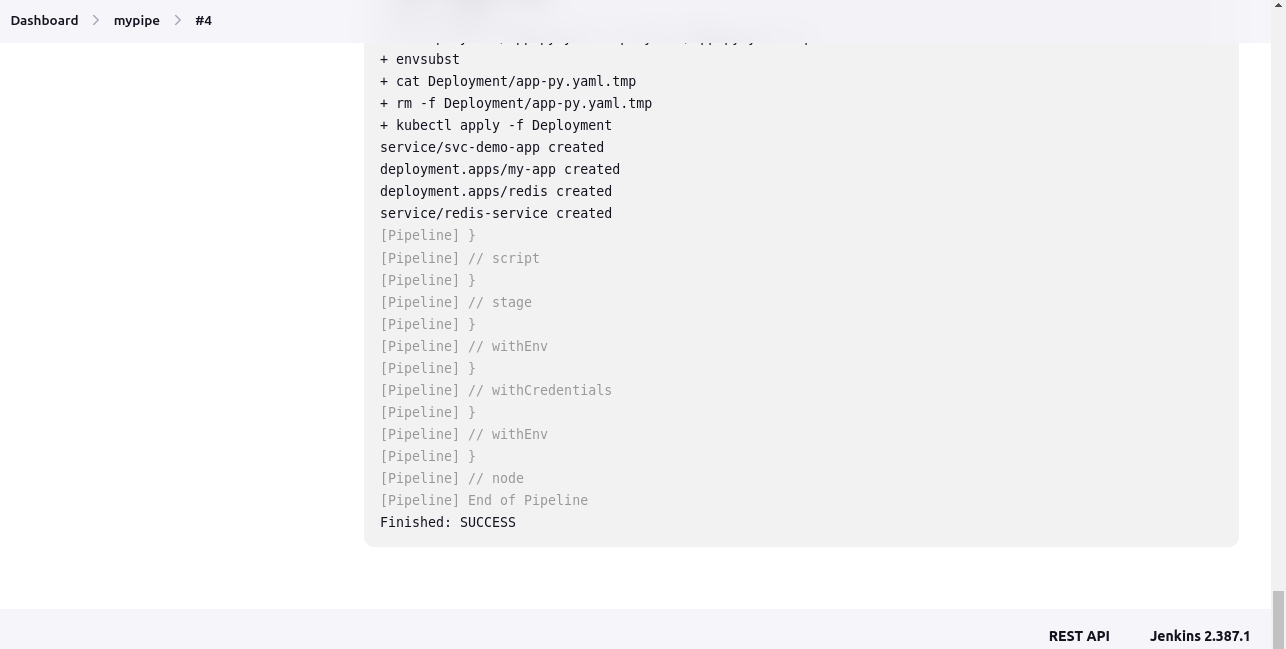 Dashboard > mypipe > #4
+ envsubst
+ cat Deployment/app-py.yaml.tmp
+ rm -f Deployment/app-py.yaml.tmp
+ kubectl apply -f Deployment
service/svc-demo-app created
deployment.apps/my-app created
deployment.apps/redis created
service/redis-service created
[Pipeline] }
[Pipeline] // script
[Pipeline] }
[Pipeline] // stage
[Pipeline] }
[Pipeline] // withEnv
[Pipeline] }
[Pipeline] // withCredentials
[Pipeline] }
[Pipeline] // withEnv
[Pipeline] }
[Pipeline] // node
[Pipeline] End of Pipeline
Finished: SUCCESS
REST API Jenkins 2.387.1